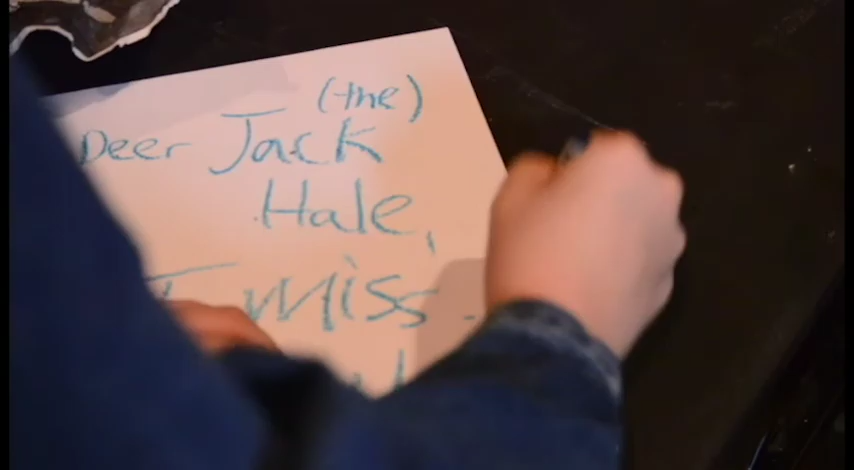 (the)
Deer Jack
Hale,
I Miss